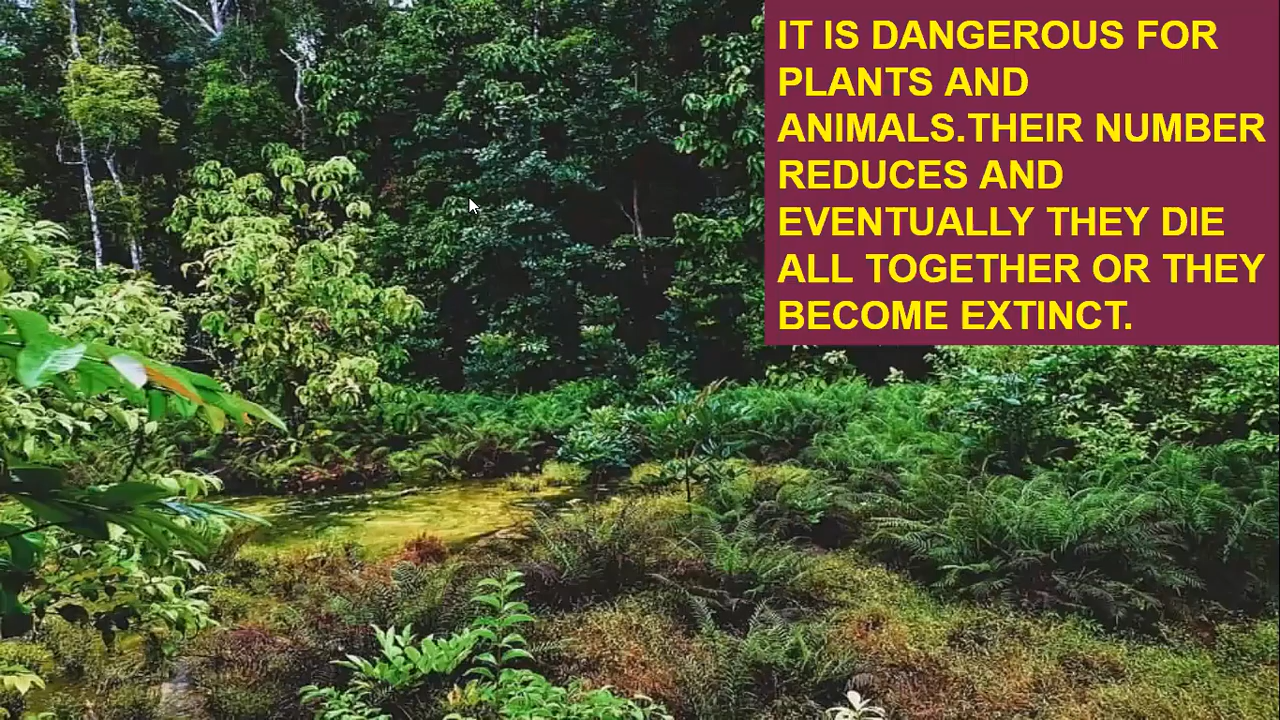 IT IS DANGEROUS FOR
PLANTS AND
ANIMALS.THEIR NUMBER
REDUCES AND
EVENTUALLY THEY DIE
ALL TOGETHER OR THEY
BECOME EXTINCT.